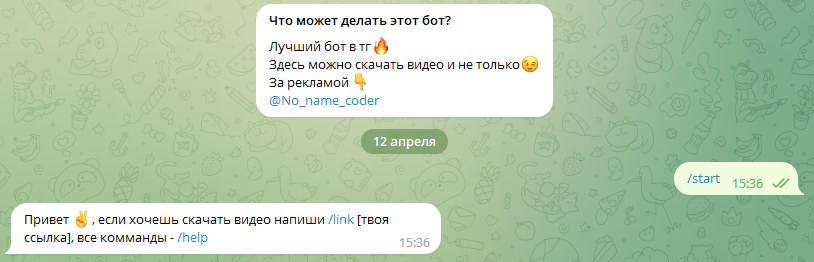 Что может делать этот бот?
Лучший бот в тг🔥
Здесь можно скачать видео и не только😉
За рекламой 👇
@No_name_coder
12 апреля
/start 15:36
Привет ✌, если хочешь скачать видео напиши /link [твоя
ссылка], все комманды - /help
15:36